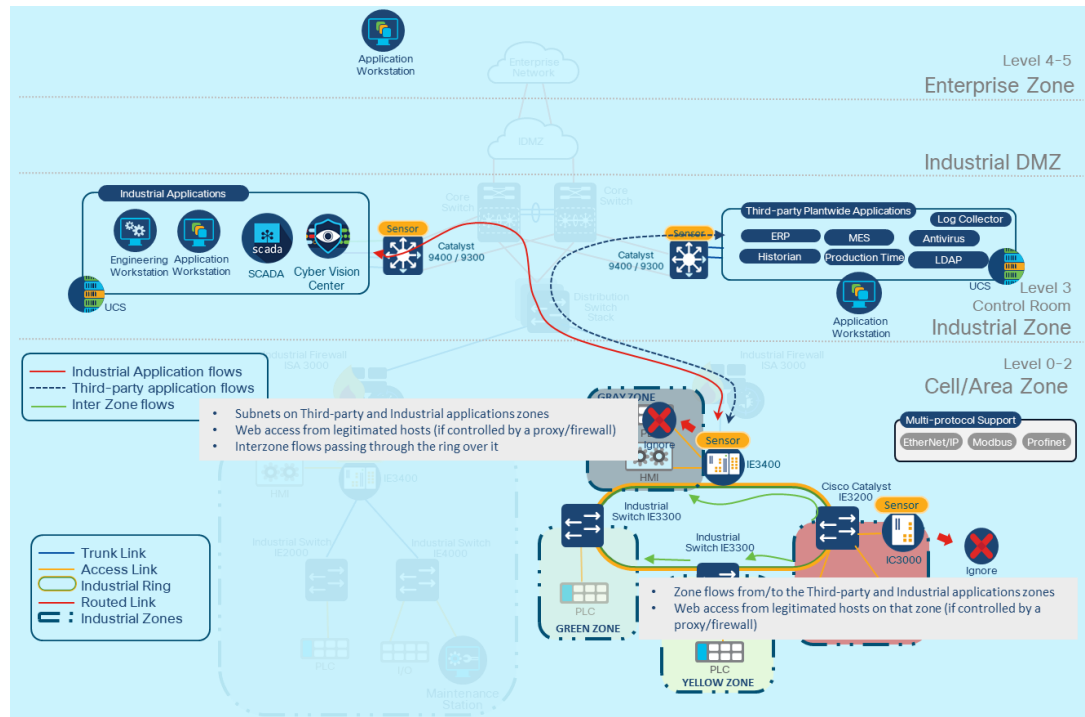 Application
Workstation
Enterprise
Network
Level 4-5
Enterprise Zone
IDMZ
Industrial DMZ
Industrial Applications
Engineering
Workstation
Application
Workstation
SCADA
scada
Cyber Vision
Center
UCS
Sensor
Catalyst
9400 / 9300
Core
Switch
Core
Switch
Sensor
Catalyst
9400 / 9300
Third-party Plantwide Applications
Log Collector
ERP
MES
Antivirus
Historian
Production Time
LDAP
UCS
Application
Workstation
Level 3
Control Room
Industrial Zone
Distribution
Switch
Stack
Level 0-2
Cell/Area Zone
Industrial Application flows
Third-party application flows
Inter Zone flows
Industrial Firewall
ISA 3000
Industrial Firewall
ISA 3000
• Subnets on Third-party and Industrial applications zones
• Web access from legitimated hosts (if controlled by a proxy/firewall)
• Interzone flows passing through the ring over it
GRAY ZONE
Ignore
HMI
Sensor
IE3400
Multi-protocol Support
EtherNet/IP
Modbus
Profinet
HMI
IE3400
Industrial Switch
IE2000
Industrial Switch
IE4000
PLC
I/O
Maintenance
Station
Trunk Link
Access Link
Industrial Ring
Routed Link
Industrial Zones
Industrial
Switch IE3300
Industrial
Switch IE3300
Cisco Catalyst
IE3200
Sensor
IC3000
Ignore
PLC
GREEN ZONE
• Zone flows from/to the Third-party and Industrial applications zones
• Web access from legitimated hosts on that zone (if controlled by a
proxy/firewall)
PLC
YELLOW ZONE